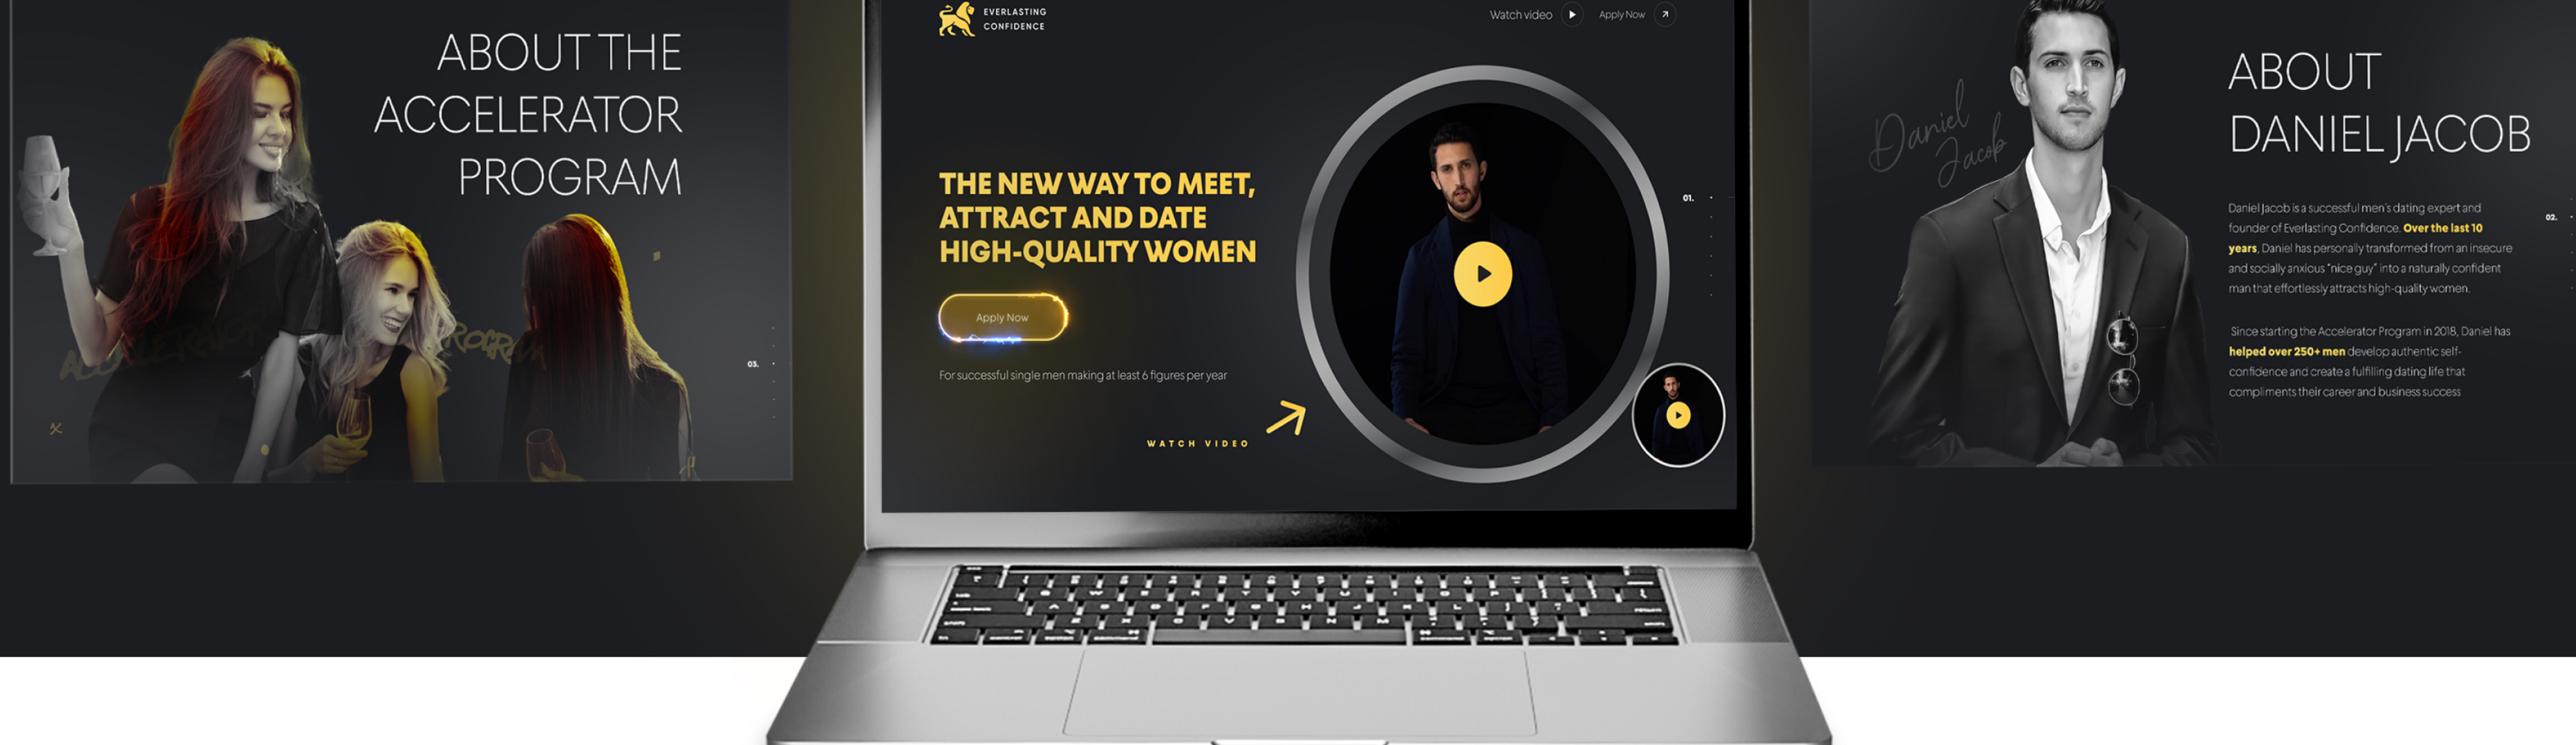 ABOUT THE
ACCELERATOR
PROGRAM
ACCELERATOR PROGRAM
03.
EVERLASTING
CONFIDENCE
Watch video
Apply Now
THE NEW WAY TO MEET,
ATTRACT AND DATE
HIGH-QUALITY WOMEN
Apply Now
For successful single men making at least 6 figures per year
WATCH VIDEO
01.
Daniel
Jacob
ABOUT
DANIEL JACOB
Daniel Jacob is a successful men's dating expert and
founder of Everlasting Confidence. Over the last 10
years, Daniel has personally transformed from an insecure
and socially anxious "nice guy" into a naturally confident
man that effortlessly attracts high-quality women.
Since starting the Accelerator Program in 2018, Daniel has
helped over 250+ men develop authentic self-
confidence and create a fulfilling dating life that
compliments their career and business success
02.